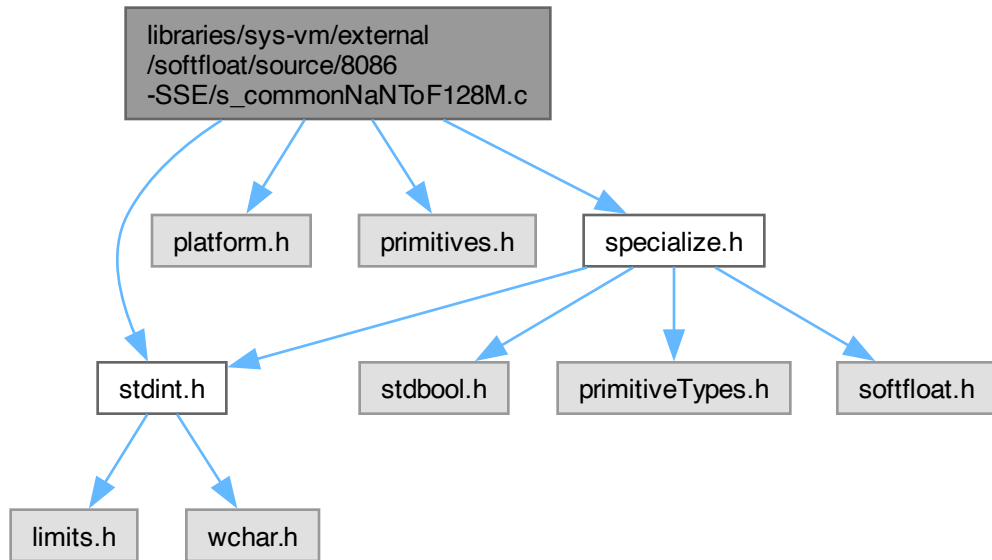 libraries/sys-vm/external
/softfloat/source/8086
-SSE/s_commonNaNToF128M.c
platform.h
primitives.h
specialize.h
stdint.h
stdbool.h
primitiveTypes.h
softfloat.h
limits.h
wchar.h